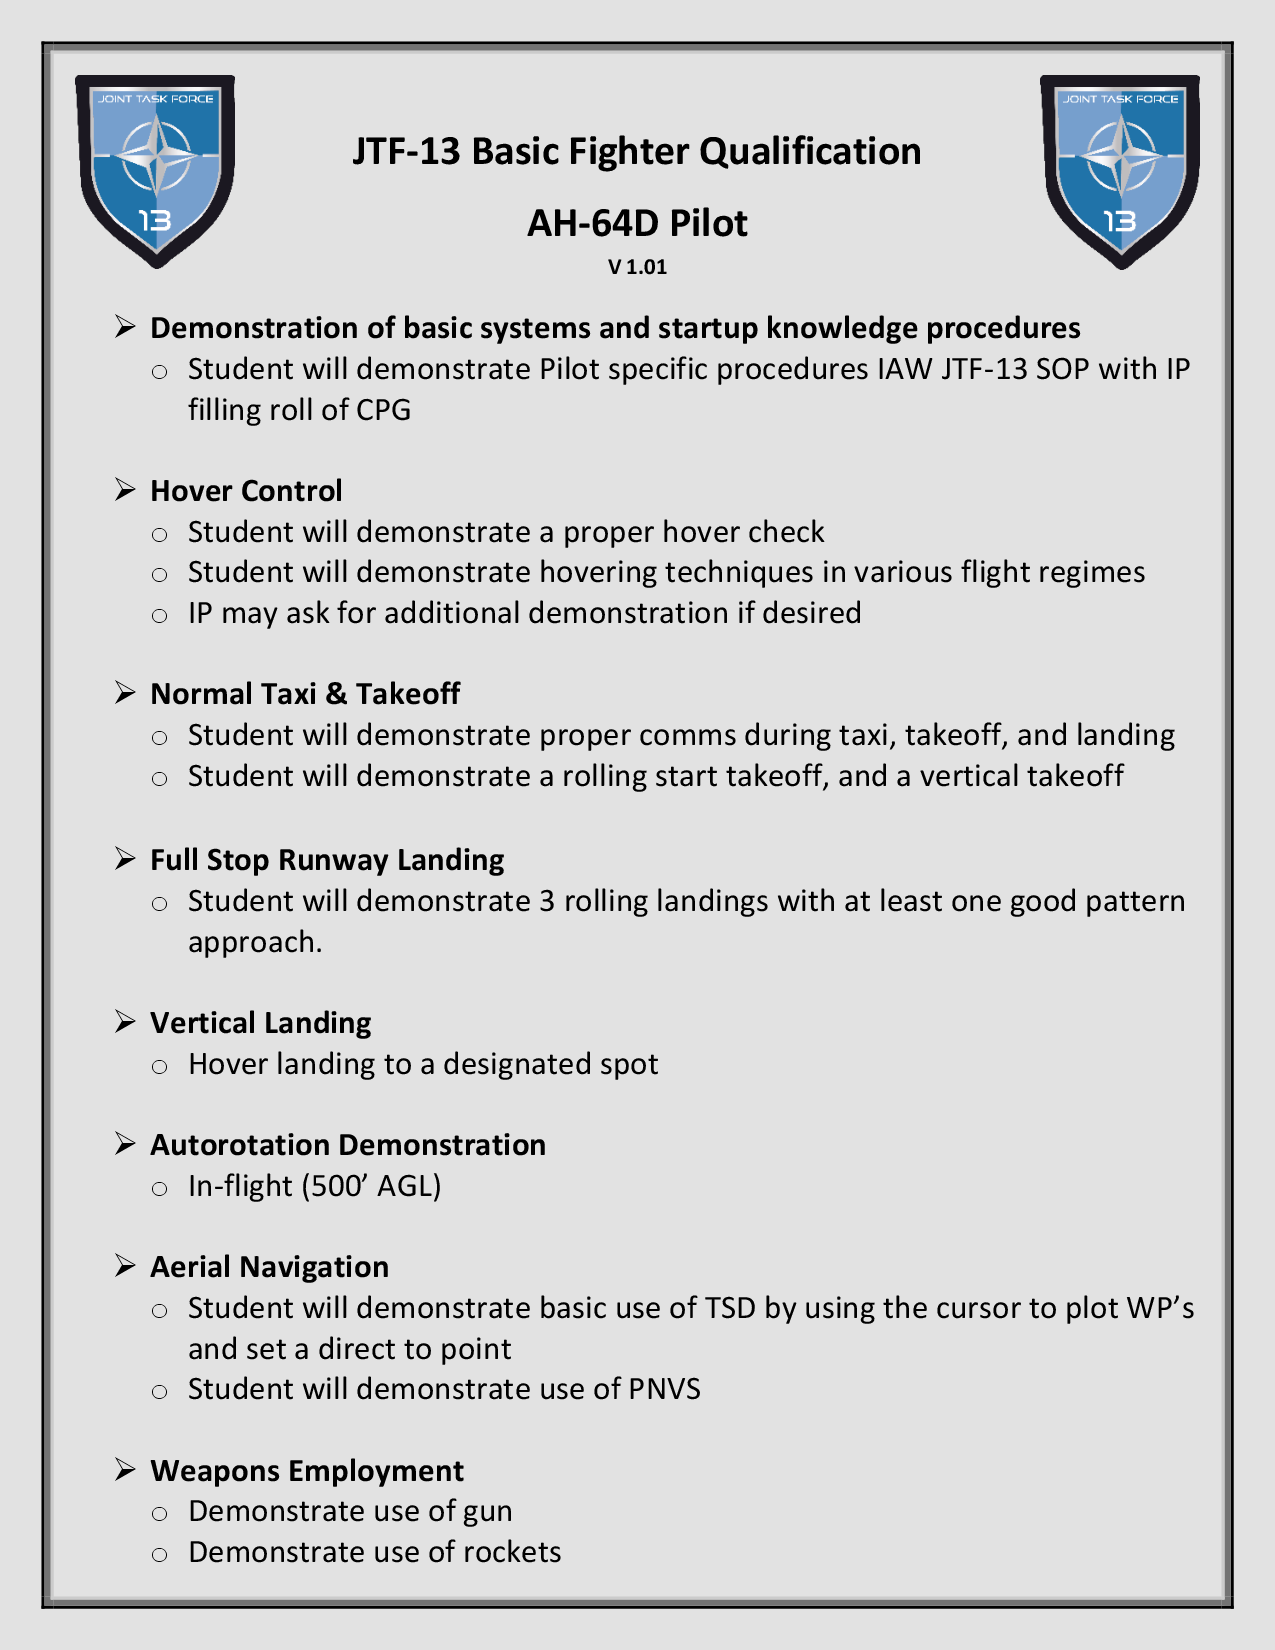 JOINT TASK FORCE
13
JOINT TASK FORCE
13
JTF-13 Basic Fighter Qualification
AH-64D Pilot
V 1.01
➢ Demonstration of basic systems and startup knowledge procedures
o Student will demonstrate Pilot specific procedures IAW JTF-13 SOP with IP
filling roll of CPG
➢ Hover Control
o Student will demonstrate a proper hover check
o Student will demonstrate hovering techniques in various flight regimes
o IP may ask for additional demonstration if desired
➢ Normal Taxi & Takeoff
o Student will demonstrate proper comms during taxi, takeoff, and landing
o Student will demonstrate a rolling start takeoff, and a vertical takeoff
➢ Full Stop Runway Landing
o Student will demonstrate 3 rolling landings with at least one good pattern
approach.
➢ Vertical Landing
o Hover landing to a designated spot
➢ Autorotation Demonstration
o In-flight (500’ AGL)
➢ Aerial Navigation
o Student will demonstrate basic use of TSD by using the cursor to plot WP’s
and set a direct to point
o Student will demonstrate use of PNVS
➢ Weapons Employment
o Demonstrate use of gun
o Demonstrate use of rockets